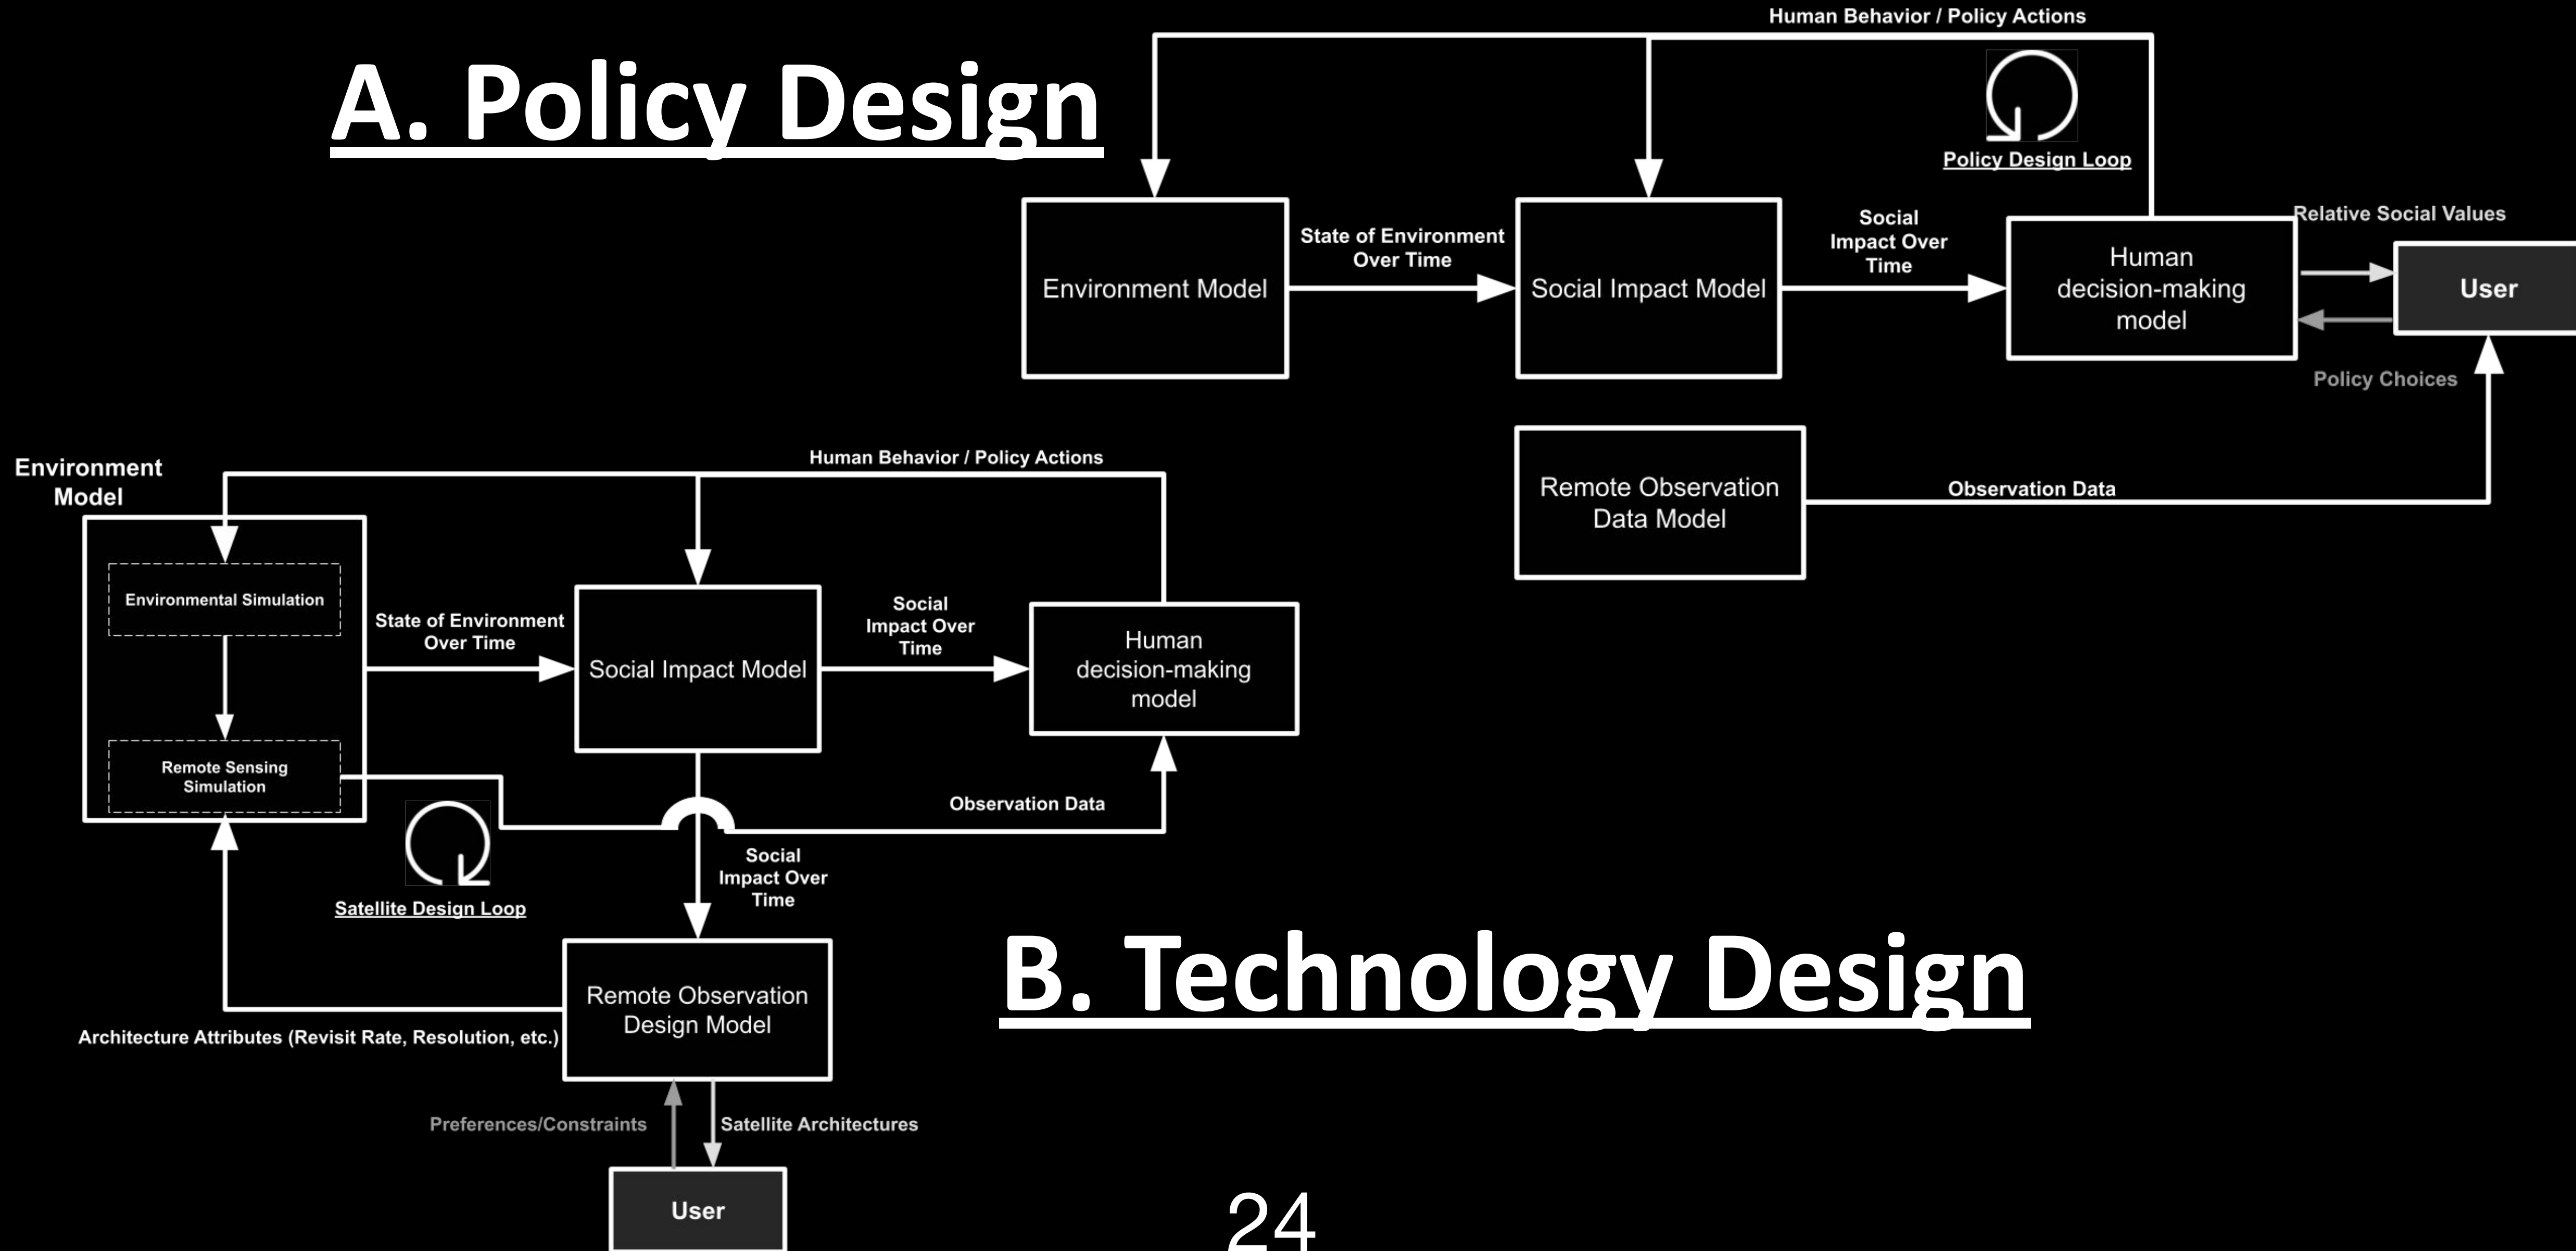 A. Policy Design
Human Behavior / Policy Actions
Policy Design Loop
Environment Model
State of Environment
Over Time
Social Impact Model
Social
Impact Over
Time
Human
decision-making
model
Relative Social Values
User
Policy Choices
Remote Observation
Data Model
Observation Data
Environment
Model
Human Behavior / Policy Actions
Environmental Simulation
Remote Sensing
Simulation
State of Environment
Over Time
Social Impact Model
Social
Impact Over
Time
Human
decision-making
model
Observation Data
Satellite Design Loop
Social
Impact Over
Time
Remote Observation
Design Model
Architecture Attributes (Revisit Rate, Resolution, etc.)
Preferences/Constraints
Satellite Architectures
User
B. Technology Design
24